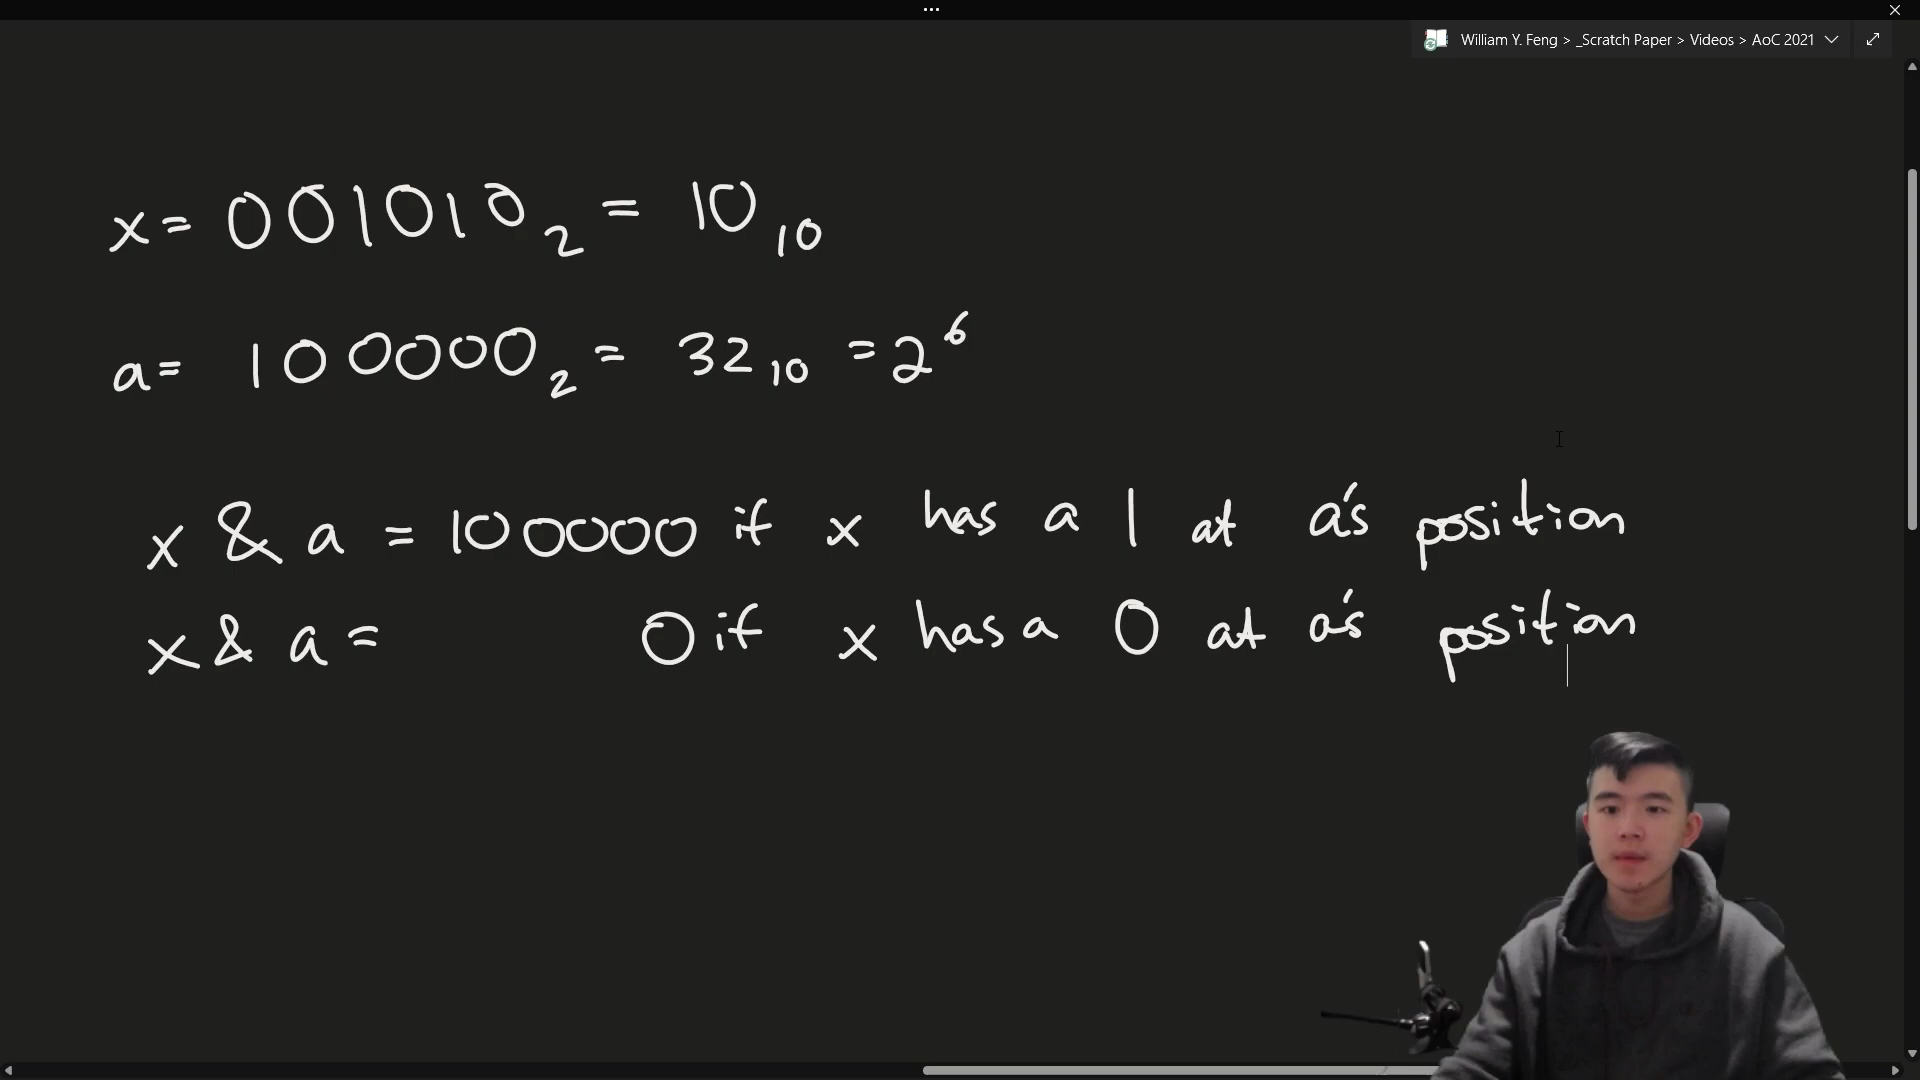 ...
William Y. Feng > _Scratch Paper > Videos > AoC 2021
x = 001010₂ = 10₁₀
a = 100000₂ = 32₁₀ = 2⁶
x & a = 100000 if x has a 1 at a's position
x & a = 0 if x has a 0 at a's position